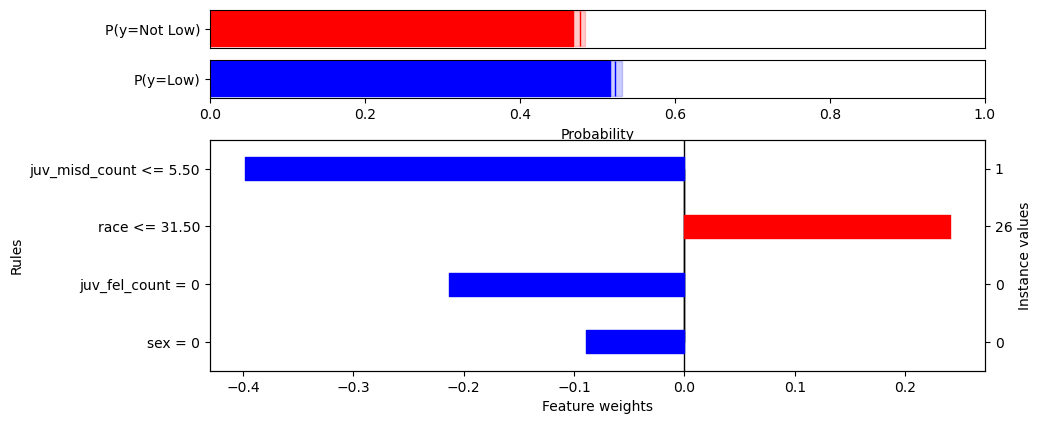 P(y=Not Low)
P(y=Low)
0.0 0.2 0.4 0.6 0.8 1.0
Probability
Rules
juv_misd_count <= 5.50 1
race <= 31.50 26
juv_fel_count = 0 0
sex = 0 0
Instance values
−0.4 −0.3 −0.2 −0.1 0.0 0.1 0.2
Feature weights